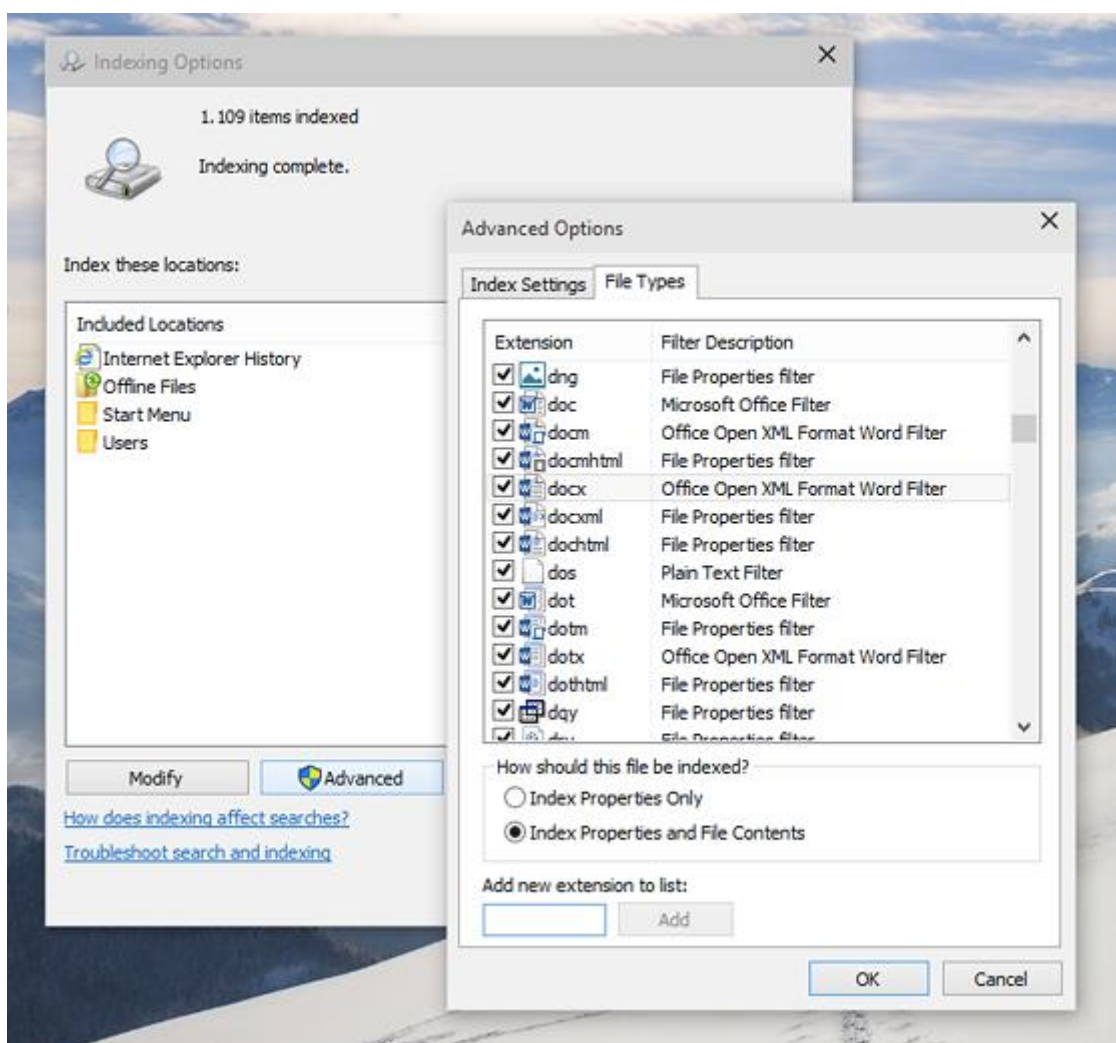 Indexing Options
1.109 items indexed
Indexing complete.
Index these locations:
Included Locations
Internet Explorer History
Offline Files
Start Menu
Users
Modify
Advanced
How does indexing affect searches?
Troubleshoot search and indexing
Advanced Options
Index Settings File Types
Extension Filter Description
dng File Properties filter
doc Microsoft Office Filter
docm Office Open XML Format Word Filter
docmhtml File Properties filter
docx Office Open XML Format Word Filter
docxml File Properties filter
dochtml File Properties filter
dos Plain Text Filter
dot Microsoft Office Filter
dotm File Properties filter
dotx Office Open XML Format Word Filter
dothtml File Properties filter
dqy File Properties filter
File Properties filter
How should this file be indexed?
Index Properties Only
Index Properties and File Contents
Add new extension to list:
Add
OK Cancel